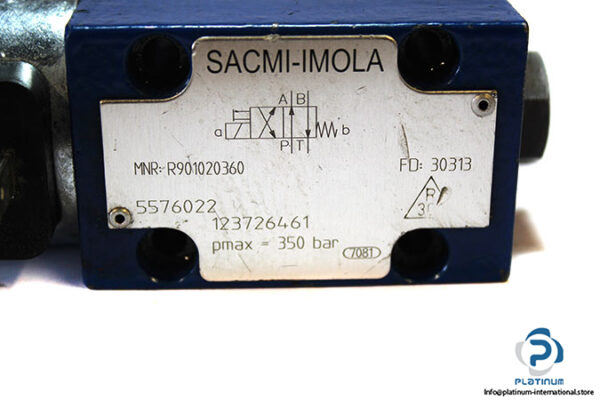 SACMI-IMOLA
A B
a b
P T
MNR: R901020360 FD: 30313
5576022
R
123726461
pmax = 350 bar
7081
PLATINUM
Info@platinum-international.store